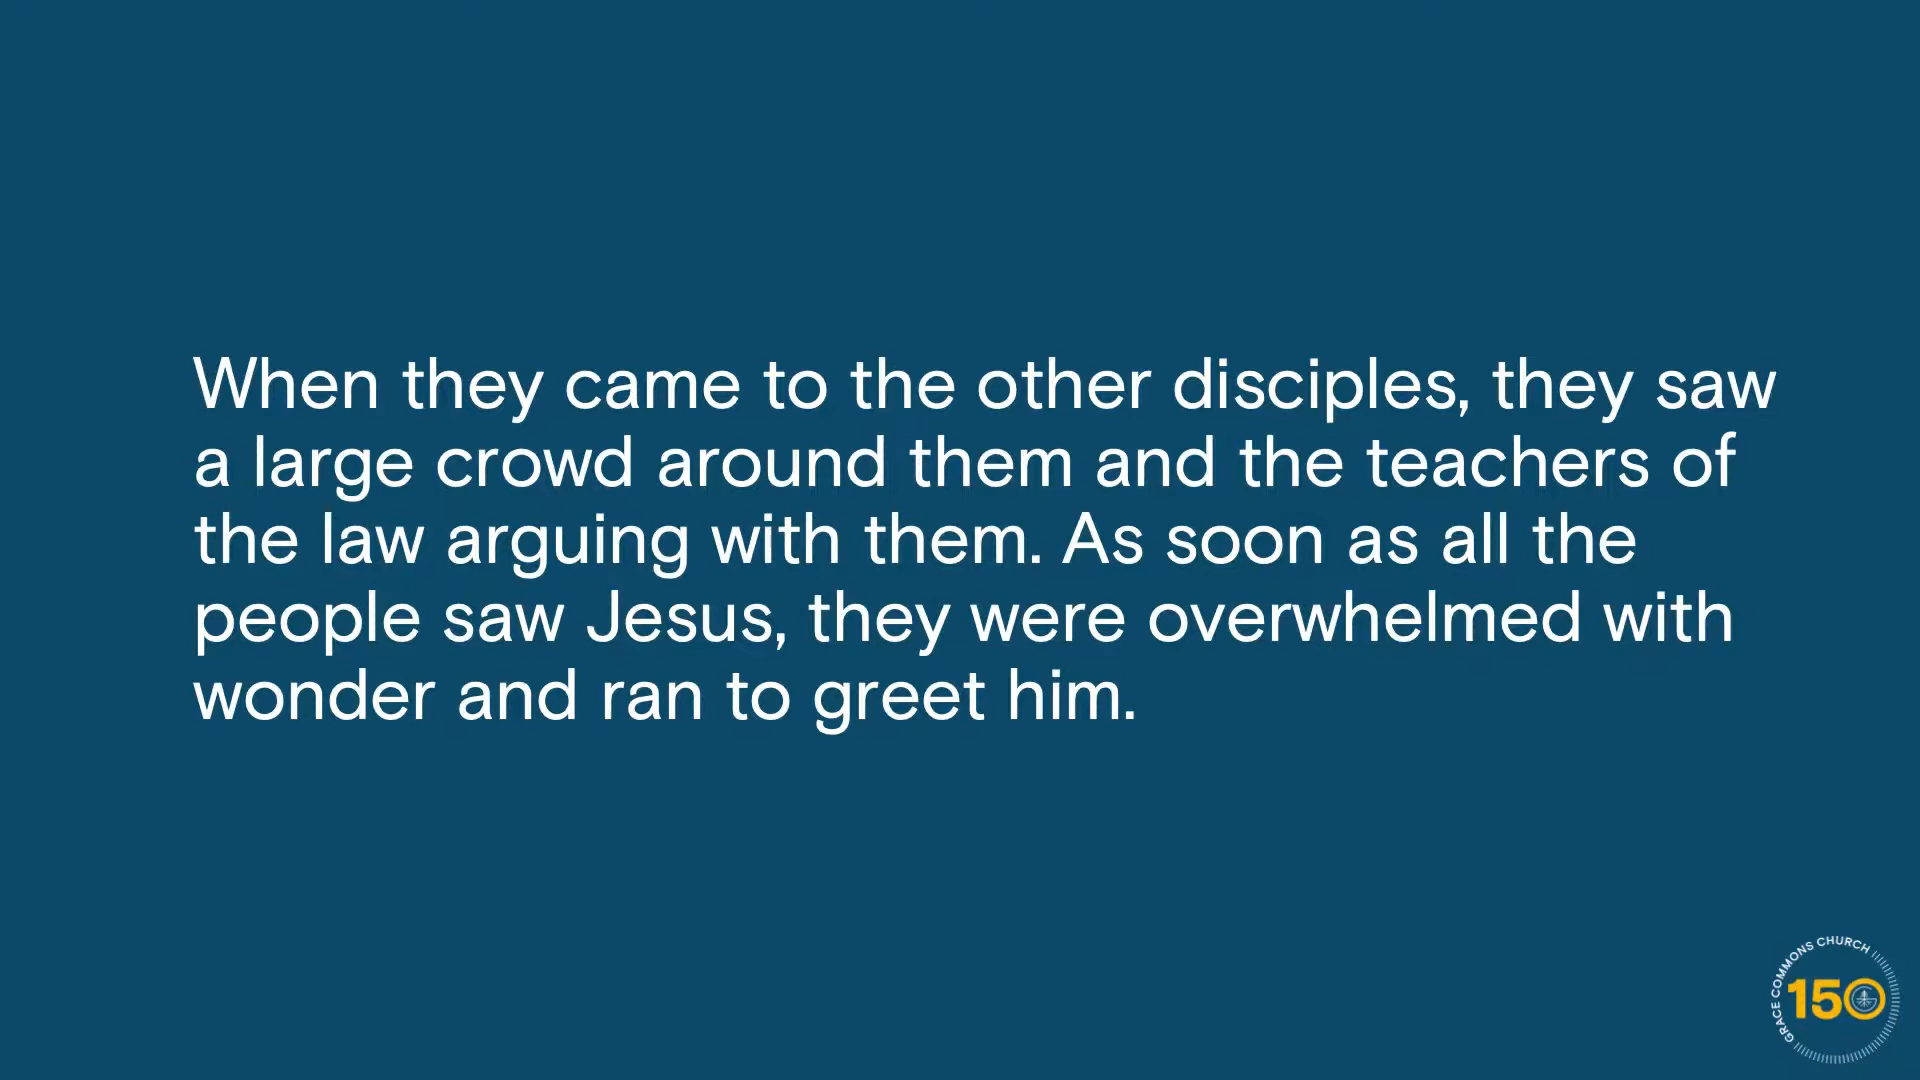 When they came to the other disciples, they saw
a large crowd around them and the teachers of
the law arguing with them. As soon as all the
people saw Jesus, they were overwhelmed with
wonder and ran to greet him.
GRACE COMMONS CHURCH
150